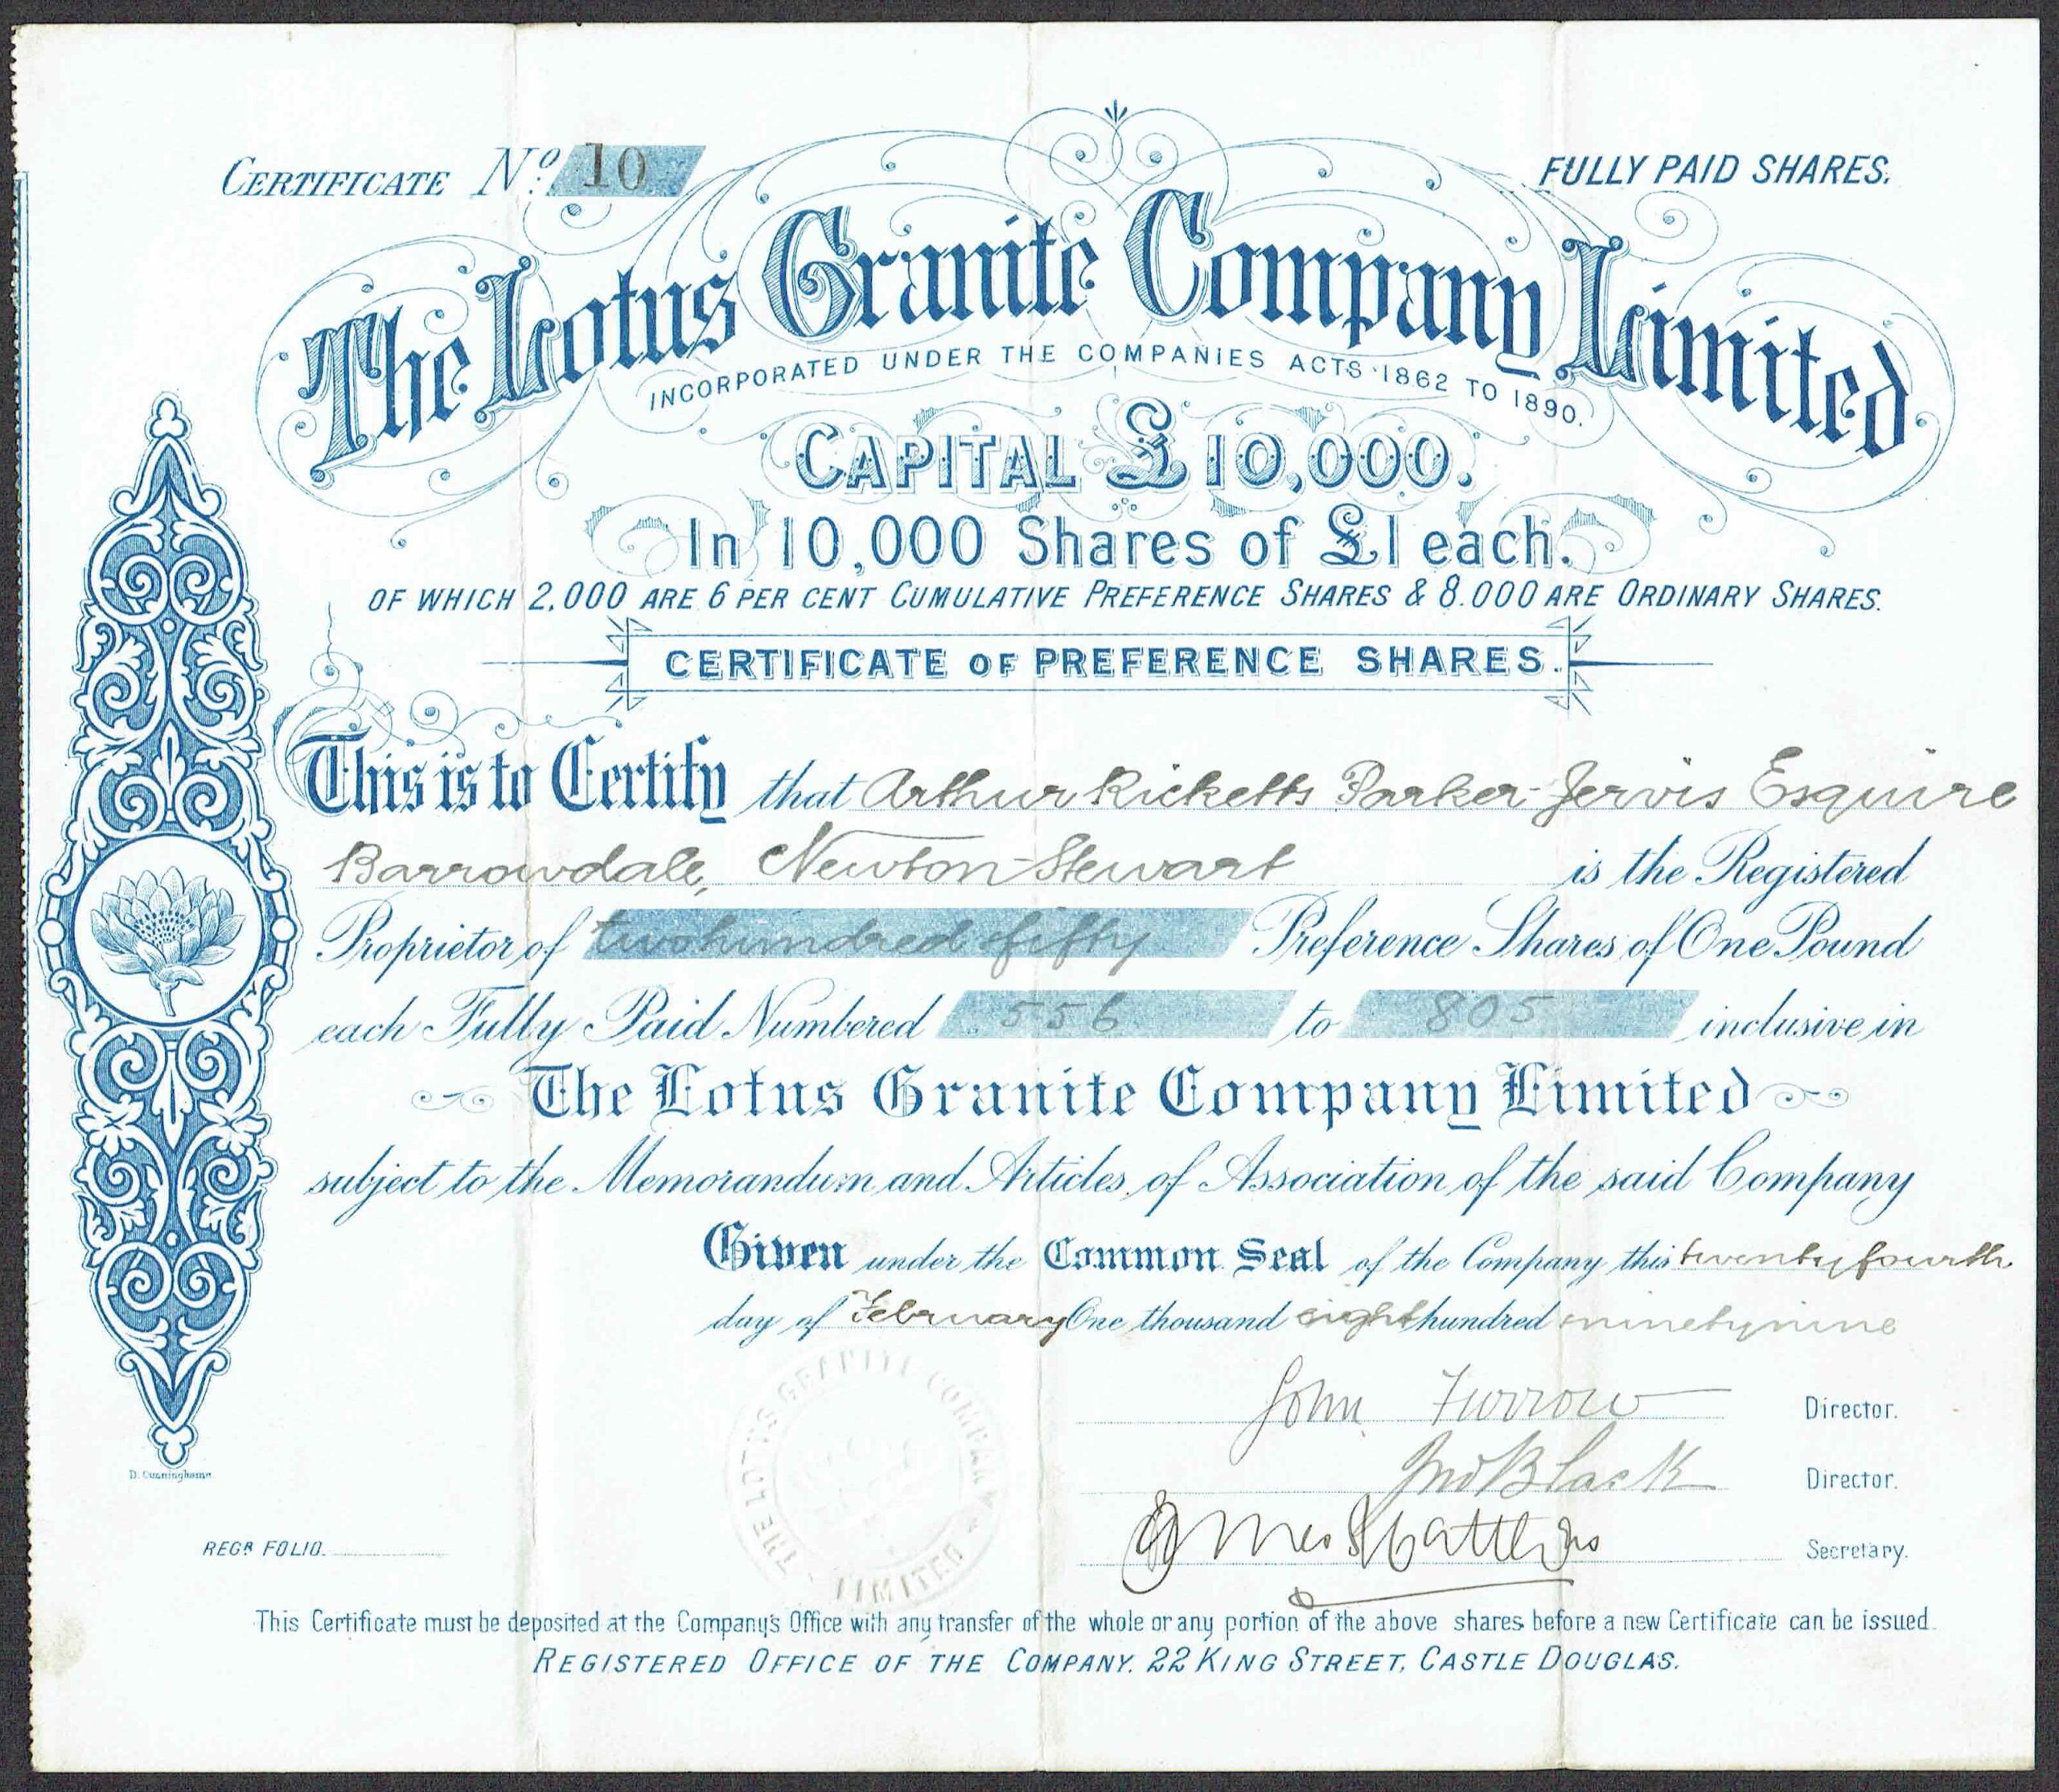 CERTIFICATE No. 10
FULLY PAID SHARES.
The Lotus Granite Company Limited
INCORPORATED UNDER THE COMPANIES ACTS 1862 TO 1890.
CAPITAL £10,000.
In 10,000 Shares of £1 each.
OF WHICH 2,000 ARE 6 PER CENT CUMULATIVE PREFERENCE SHARES & 8.000 ARE ORDINARY SHARES.
CERTIFICATE OF PREFERENCE SHARES.
This is to Certify that Arthur Ricketts Parker-Jervis Esquire
Barrowdale, Newton-Stewart is the Registered
Proprietor of two hundred fifty Preference Shares of One Pound
each Fully Paid Numbered 556 to 805 inclusive in
The Lotus Granite Company Limited
subject to the Memorandum and Articles of Association of the said Company
Given under the Common Seal of the Company this twenty fourth
day of February One thousand eight hundred ninetynine
THE LOTUS GRANITE COMPANY LIMITED
John Director.
Jno Black Director.
D. Cuninghame
Matthews Secretary.
REGR FOLIO.
This Certificate must be deposited at the Company's Office with any transfer of the whole or any portion of the above shares before a new Certificate can be issued.
REGISTERED OFFICE OF THE COMPANY. 22 KING STREET, CASTLE DOUGLAS.